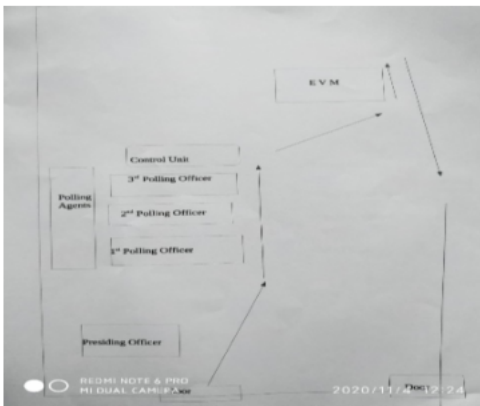 E V M
Control Unit
3rd Polling Officer
Polling
Agents
2nd Polling Officer
1st Polling Officer
Presiding Officer
Door
Door
REDMI NOTE 6 PRO
MI DUAL CAMERA
2020/11/4 12:24